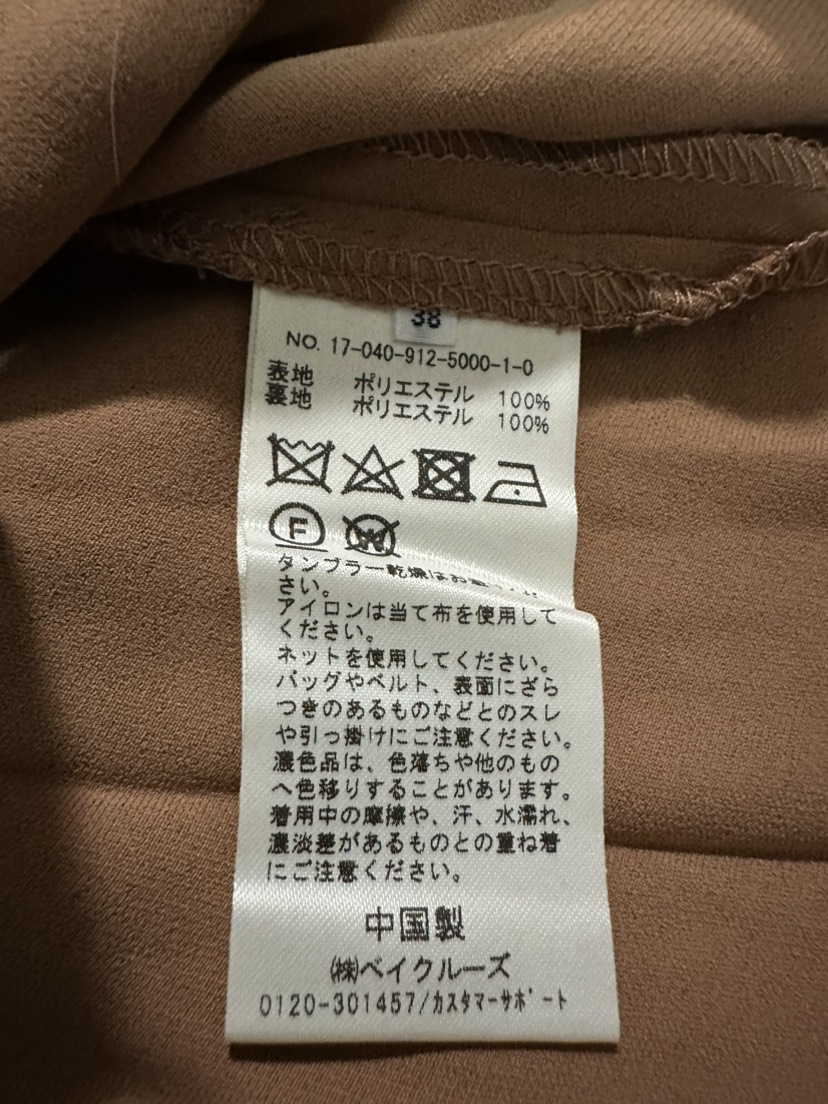 38
NO. 17-040-912-5000-1-0
表地 ポリエステル 100%
裏地 ポリエステル 100%
F
W
タンブラー乾燥はお
さい。
アイロンは当て布を使用して
ください。
ネットを使用してください。
バッグやベルト、表面にざら
つきのあるものなどとのスレ
や引っ掛けにご注意ください。
濃色品は、色落ちや他のもの
へ色移りすることがあります。
着用中の摩擦や、汗、水濡れ、
濃淡差があるものとの重ね着
にご注意ください。
中国製
㈱ベイクルーズ
0120-301457/ｶｽﾀﾏｰｻﾎﾟｰﾄ